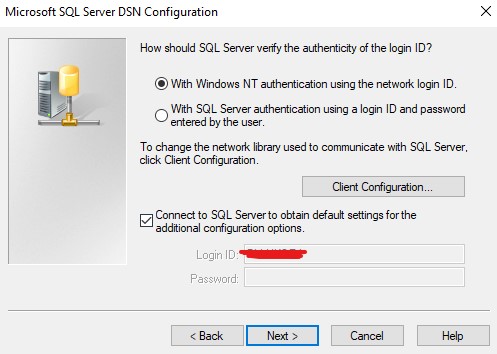 Microsoft SQL Server DSN Configuration
How should SQL Server verify the authenticity of the login ID?
With Windows NT authentication using the network login ID.
With SQL Server authentication using a login ID and password
entered by the user.
To change the network library used to communicate with SQL Server,
click Client Configuration.
Client Configuration...
Connect to SQL Server to obtain default settings for the
additional configuration options.
Login ID:
Password:
< Back
Next >
Cancel
Help